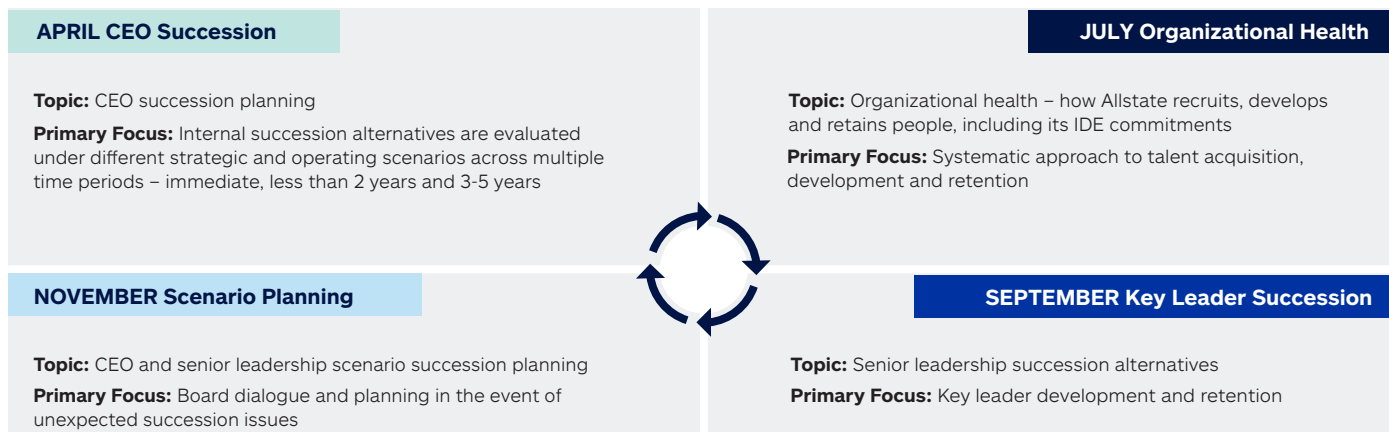 APRIL CEO Succession
Topic: CEO succession planning
Primary Focus: Internal succession alternatives are evaluated
under different strategic and operating scenarios across multiple
time periods – immediate, less than 2 years and 3-5 years
JULY Organizational Health
Topic: Organizational health – how Allstate recruits, develops
and retains people, including its IDE commitments
Primary Focus: Systematic approach to talent acquisition,
development and retention
NOVEMBER Scenario Planning
Topic: CEO and senior leadership scenario succession planning
Primary Focus: Board dialogue and planning in the event of
unexpected succession issues
SEPTEMBER Key Leader Succession
Topic: Senior leadership succession alternatives
Primary Focus: Key leader development and retention